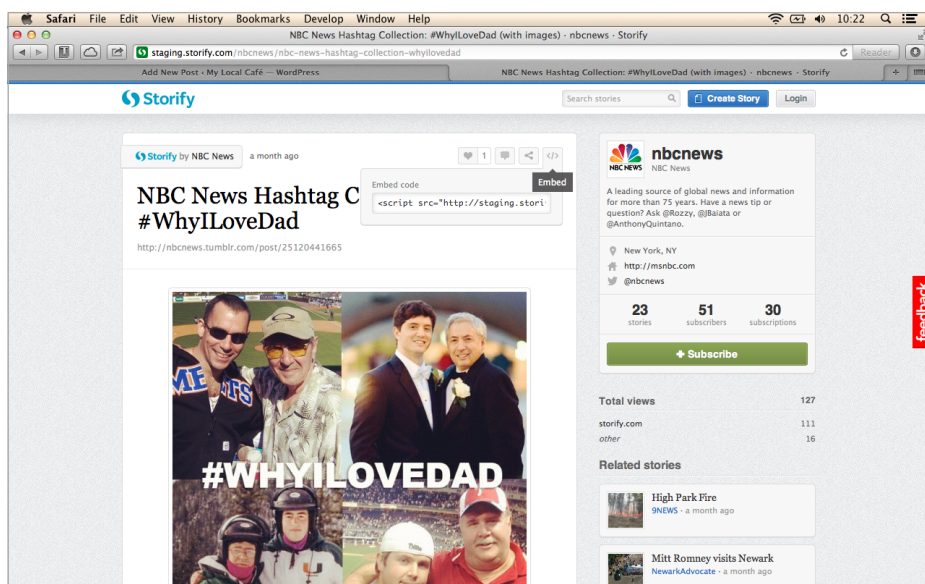 Safari File Edit View History Bookmarks Develop Window Help 10:22
NBC News Hashtag Collection: #WhyILoveDad (with images) · nbcnews · Storify
staging.storify.com/nbcnews/nbc-news-hashtag-collection-whyilovedad
Reader
Add New Post ‹ My Local Café — WordPress
NBC News Hashtag Collection: #WhyILoveDad (with images) · nbcnews · Storify
Storify
Search stories
Create Story
Login
Storify by NBC News a month ago
1
</>
Embed
Embed code
<script src="http://staging.stori
NBC News Hashtag C
#WhyILoveDad
http://nbcnews.tumblr.com/post/25120441665
METS
#WHYILOVEDAD
U
NBC NEWS
nbcnews
NBC News
A leading source of global news and information
for more than 75 years. Have a news tip or
question? Ask @Rozzy, @JBaiata or
@AnthonyQuintano.
New York, NY
http://msnbc.com
@nbcnews
23 51 30
stories subscribers subscriptions
+ Subscribe
Total views 127
storify.com 111
other 16
Related stories
High Park Fire
9NEWS - a month ago
Mitt Romney visits Newark
NewarkAdvocate - a month ago
feedback